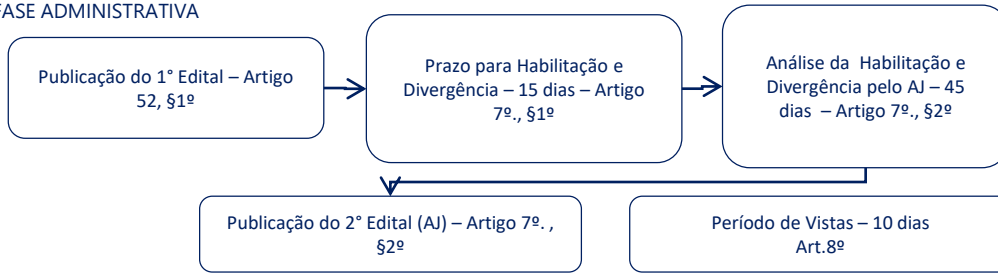 FASE ADMINISTRATIVA
Publicação do 1° Edital – Artigo
52, §1º
Prazo para Habilitação e
Divergência – 15 dias – Artigo
7º., §1º
Análise da Habilitação e
Divergência pelo AJ – 45
dias – Artigo 7º., §2º
Publicação do 2° Edital (AJ) – Artigo 7º. ,
§2º
Período de Vistas – 10 dias
Art.8º